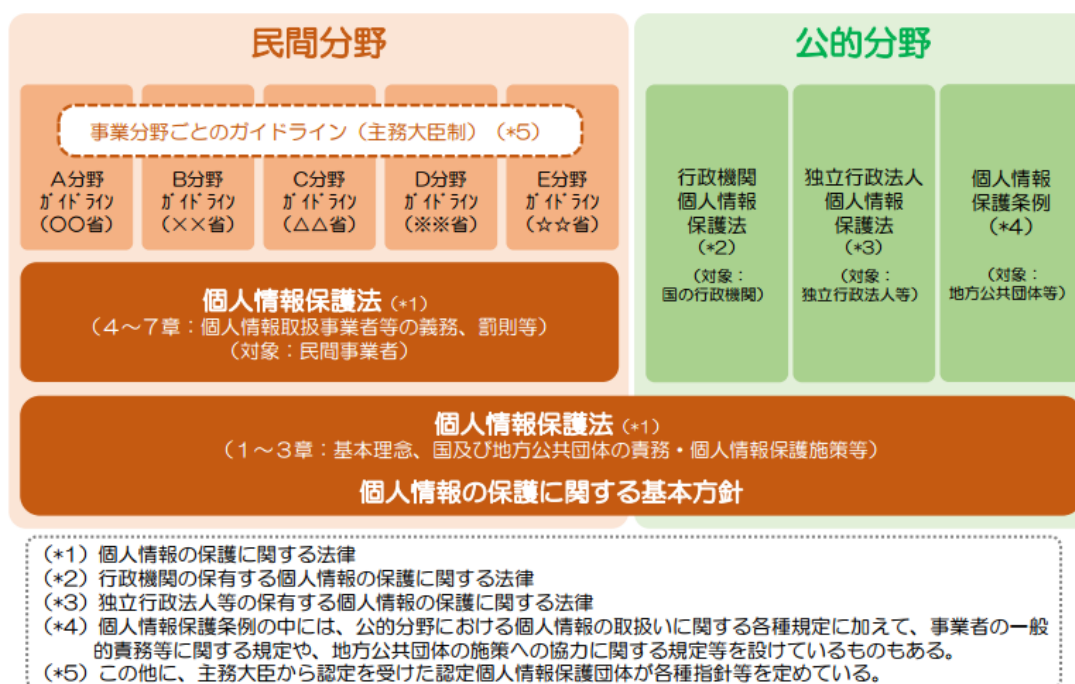 民間分野
公的分野
事業分野ごとのガイドライン（主務大臣制）（*5）
A分野
ガイドライン
（○○省）
B分野
ガイドライン
（××省）
C分野
ガイドライン
（△△省）
D分野
ガイドライン
（※※省）
E分野
ガイドライン
（☆☆省）
行政機関
個人情報
保護法
（*2）
（対象：
国の行政機関）
独立行政法人
個人情報
保護法
（*3）
（対象：
独立行政法人等）
個人情報
保護条例
（*4）
（対象：
地方公共団体等）
個人情報保護法（*1）
（４～７章：個人情報取扱事業者等の義務、罰則等）
（対象：民間事業者）
個人情報保護法（*1）
（１～３章：基本理念、国及び地方公共団体の責務・個人情報保護施策等）
個人情報の保護に関する基本方針
（*1）個人情報の保護に関する法律
（*2）行政機関の保有する個人情報の保護に関する法律
（*3）独立行政法人等の保有する個人情報の保護に関する法律
（*4）個人情報保護条例の中には、公的分野における個人情報の取扱いに関する各種規定に加えて、事業者の一般
的責務等に関する規定や、地方公共団体の施策への協力に関する規定等を設けているものもある。
（*5）この他に、主務大臣から認定を受けた認定個人情報保護団体が各種指針等を定めている。